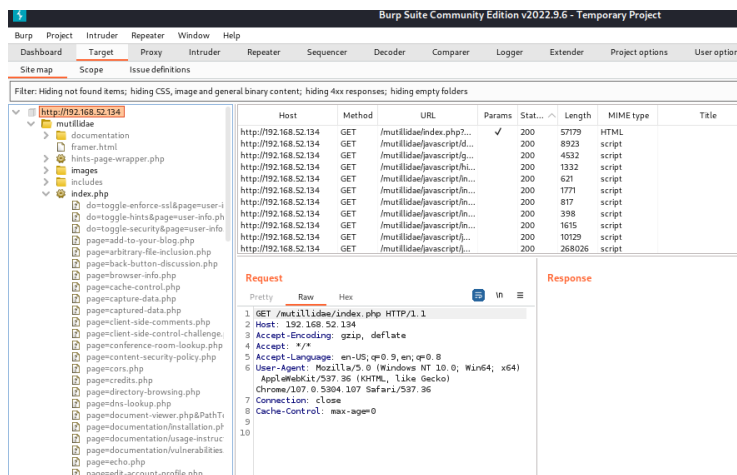 Burp Suite Community Edition v2022.9.6 - Temporary Project
Burp Project Intruder Repeater Window Help
Dashboard Target Proxy Intruder Repeater Sequencer Decoder Comparer Logger Extender Project options User option
Site map Scope Issue definitions
Filter: Hiding not found items; hiding CSS, image and general binary content; hiding 4xx responses; hiding empty folders
http://192.168.52.134
mutillidae
documentation
framer.html
hints-page-wrapper.php
images
includes
index.php
do=toggle-enforce-ssl&page=user-i
do=toggle-hints&page=user-info.ph
do=toggle-security&page=user-info
page=add-to-your-blog.php
page=arbitrary-file-inclusion.php
page=back-button-discussion.php
page=browser-info.php
page=cache-control.php
page=capture-data.php
page=captured-data.php
page=client-side-comments.php
page=client-side-control-challenge.
page=conference-room-lookup.php
page=content-security-policy.php
page=cors.php
page=credits.php
page=directory-browsing.php
page=dns-lookup.php
page=document-viewer.php&PathTo
page=documentation/installation.ph
page=documentation/usage-instruc
page=documentation/vulnerabilities
page=echo.php
page=edit-account-profile.php
Host Method URL Params Stat... Length MIME type Title
http://192.168.52.134 GET /mutillidae/index.php?... ✓ 200 57179 HTML
http://192.168.52.134 GET /mutillidae/javascript/d... 200 8923 script
http://192.168.52.134 GET /mutillidae/javascript/g... 200 4532 script
http://192.168.52.134 GET /mutillidae/javascript/hi... 200 1332 script
http://192.168.52.134 GET /mutillidae/javascript/in... 200 621 script
http://192.168.52.134 GET /mutillidae/javascript/in... 200 1771 script
http://192.168.52.134 GET /mutillidae/javascript/in... 200 817 script
http://192.168.52.134 GET /mutillidae/javascript/in... 200 398 script
http://192.168.52.134 GET /mutillidae/javascript/in... 200 1615 script
http://192.168.52.134 GET /mutillidae/javascript/j... 200 10129 script
http://192.168.52.134 GET /mutillidae/javascript/j... 200 268026 script
Request
Pretty Raw Hex \n
1 GET /mutillidae/index.php HTTP/1.1
2 Host: 192.168.52.134
3 Accept-Encoding: gzip, deflate
4 Accept: */*
5 Accept-Language: en-US;q=0.9,en;q=0.8
6 User-Agent: Mozilla/5.0 (Windows NT 10.0; Win64; x64)
AppleWebKit/537.36 (KHTML, like Gecko)
Chrome/107.0.5304.107 Safari/537.36
7 Connection: close
8 Cache-Control: max-age=0
9
10
Response